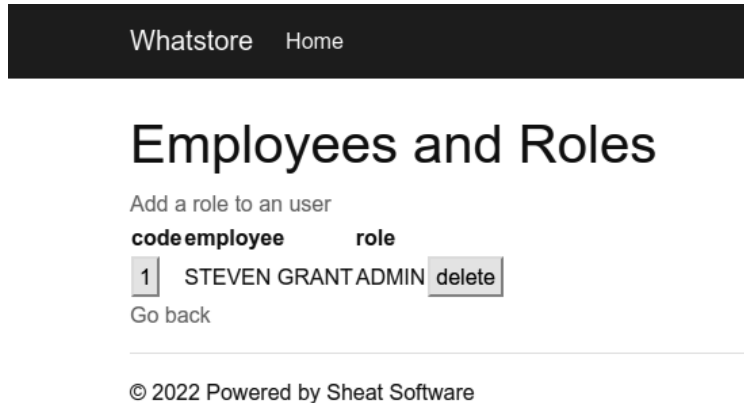 Whatstore Home
Employees and Roles
Add a role to an user
code employee role
1 STEVEN GRANT ADMIN delete
Go back
© 2022 Powered by Sheat Software